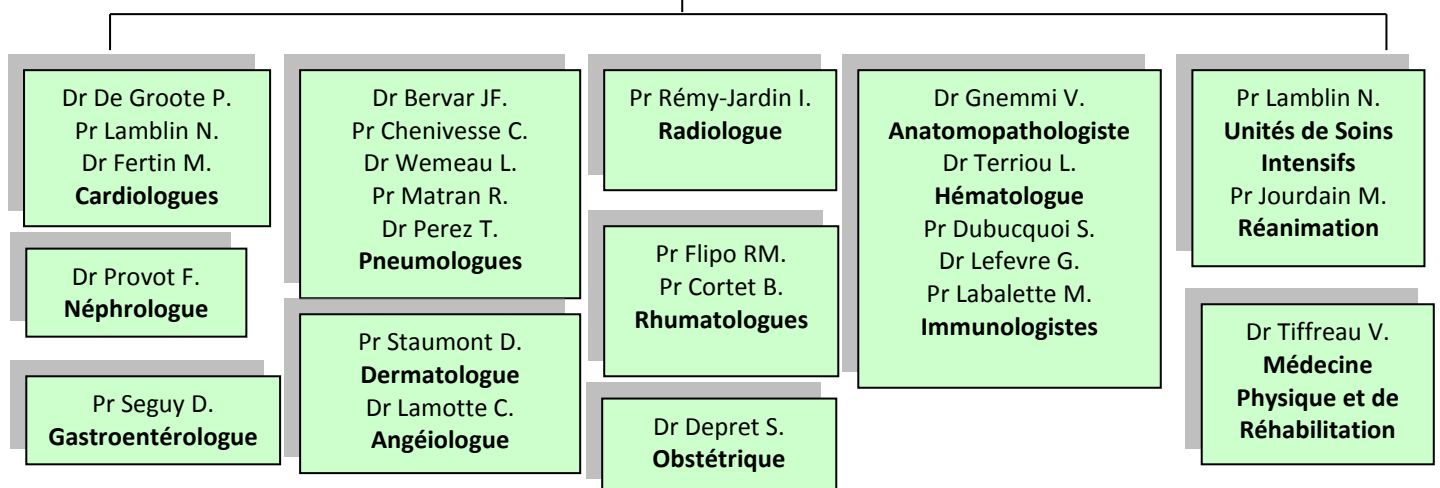 Dr De Groote P.
Pr Lamblin N.
Dr Fertin M.
Cardiologues
Dr Provot F.
Néphrologue
Pr Seguy D.
Gastroentérologue
Dr Bervar JF.
Pr Chenivesse C.
Dr Wemeau L.
Pr Matran R.
Dr Perez T.
Pneumologues
Pr Staumont D.
Dermatologue
Dr Lamotte C.
Angéiologue
Pr Rémy-Jardin I.
Radiologue
Pr Flipo RM.
Pr Cortet B.
Rhumatologues
Dr Depret S.
Obstétrique
Dr Gnemmi V.
Anatomopathologiste
Dr Terriou L.
Hématologue
Pr Dubucquoi S.
Dr Lefevre G.
Pr Labalette M.
Immunologistes
Pr Lamblin N.
Unités de Soins
Intensifs
Pr Jourdain M.
Réanimation
Dr Tiffreau V.
Médecine
Physique et de
Réhabilitation